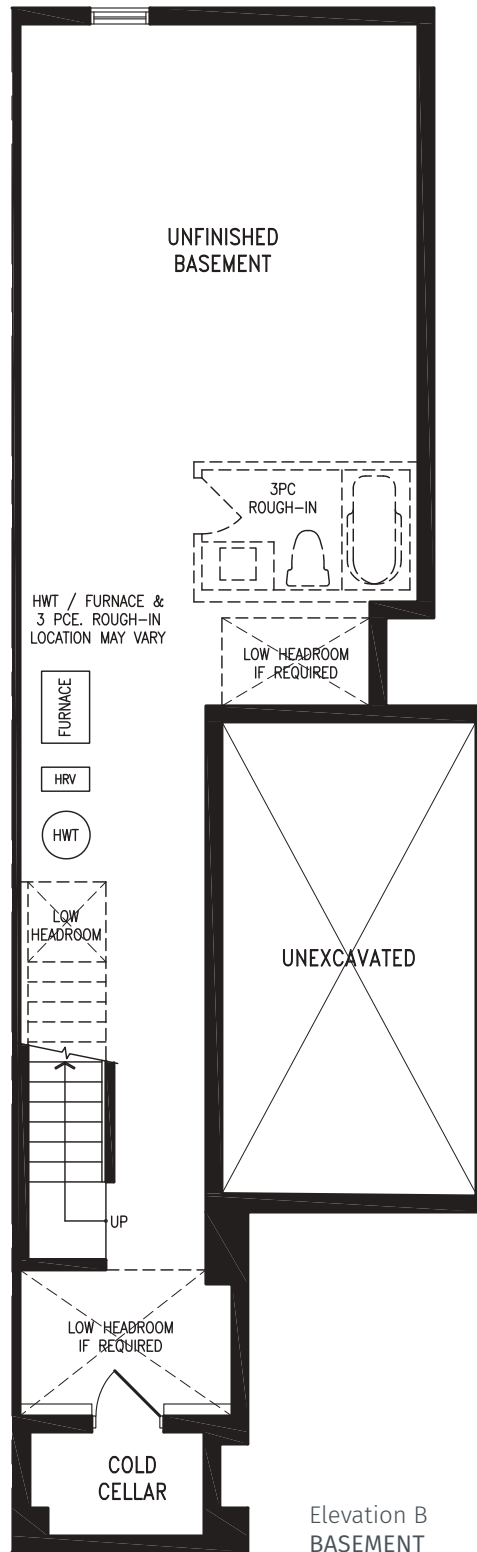 UNFINISHED
BASEMENT
3PC
ROUGH-IN
HWT / FURNACE &
3 PCE. ROUGH-IN
LOCATION MAY VARY
LOW HEADROOM
IF REQUIRED
FURNACE
HRV
HWT
LOW
HEADROOM
UNEXCAVATED
UP
LOW HEADROOM
IF REQUIRED
COLD
CELLAR
Elevation B
BASEMENT